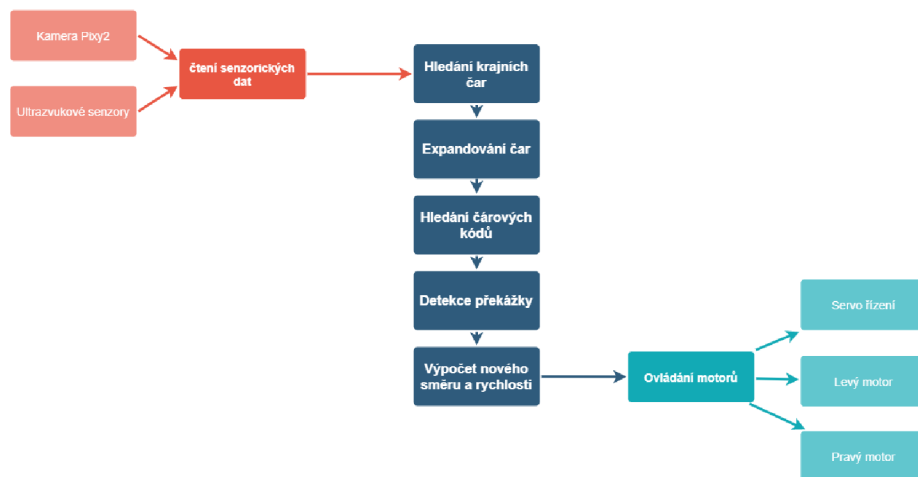 Kamera Pixy2
čtení senzorických
dat
Ultrazvukové senzory
Hledání krajních
čar
Expandování čar
Hledání čárových
kódů
Detekce překážky
Výpočet nového
směru a rychlosti
Ovládání motorů
Servo řízení
Levý motor
Pravý motor